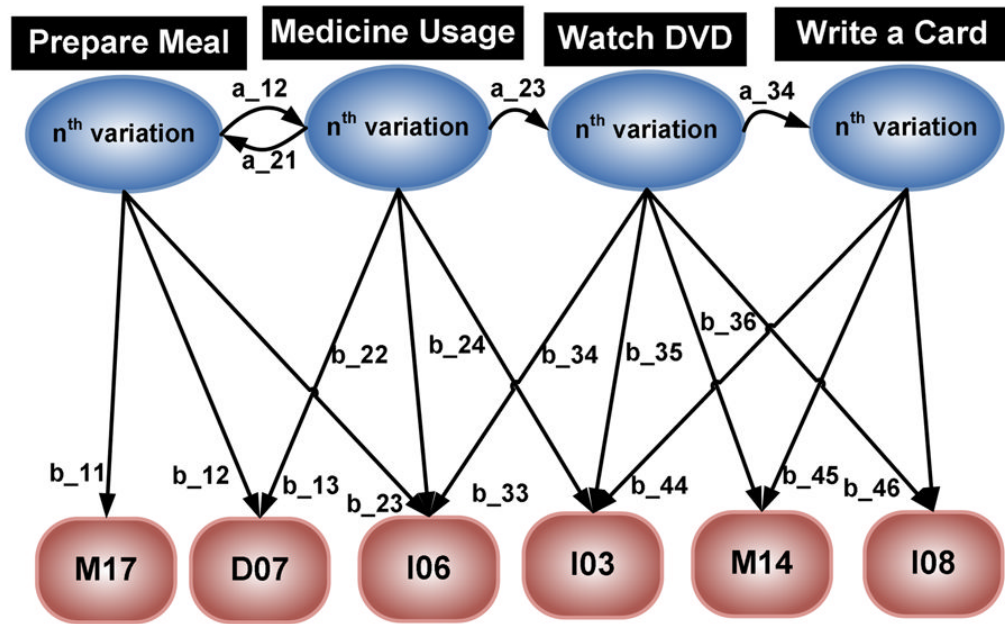 Prepare Meal
Medicine Usage
Watch DVD
Write a Card
a_12
a_23
a_34
nth variation
nth variation
nth variation
nth variation
a_21
b_36
b_22
b_24
b_34
b_35
b_11
b_12
b_13
b_23
b_33
b_44
b_45
b_46
M17
D07
I06
I03
M14
I08